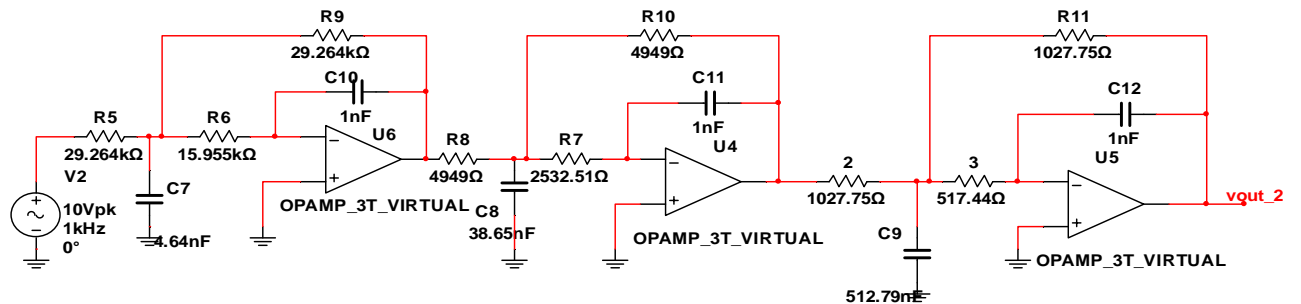 R9
29.264kΩ
R10
4949Ω
R11
1027.75Ω
C10
1nF
C11
1nF
C12
1nF
R5
29.264kΩ
R6
15.955kΩ
U6
R8
4949Ω
R7
2532.51Ω
U4
2
1027.75Ω
3
517.44Ω
U5
V2
10Vpk
1kHz
0°
C7
4.64nF
OPAMP_3T_VIRTUAL
C8
38.65nF
OPAMP_3T_VIRTUAL
C9
512.79nF
OPAMP_3T_VIRTUAL
vout_2